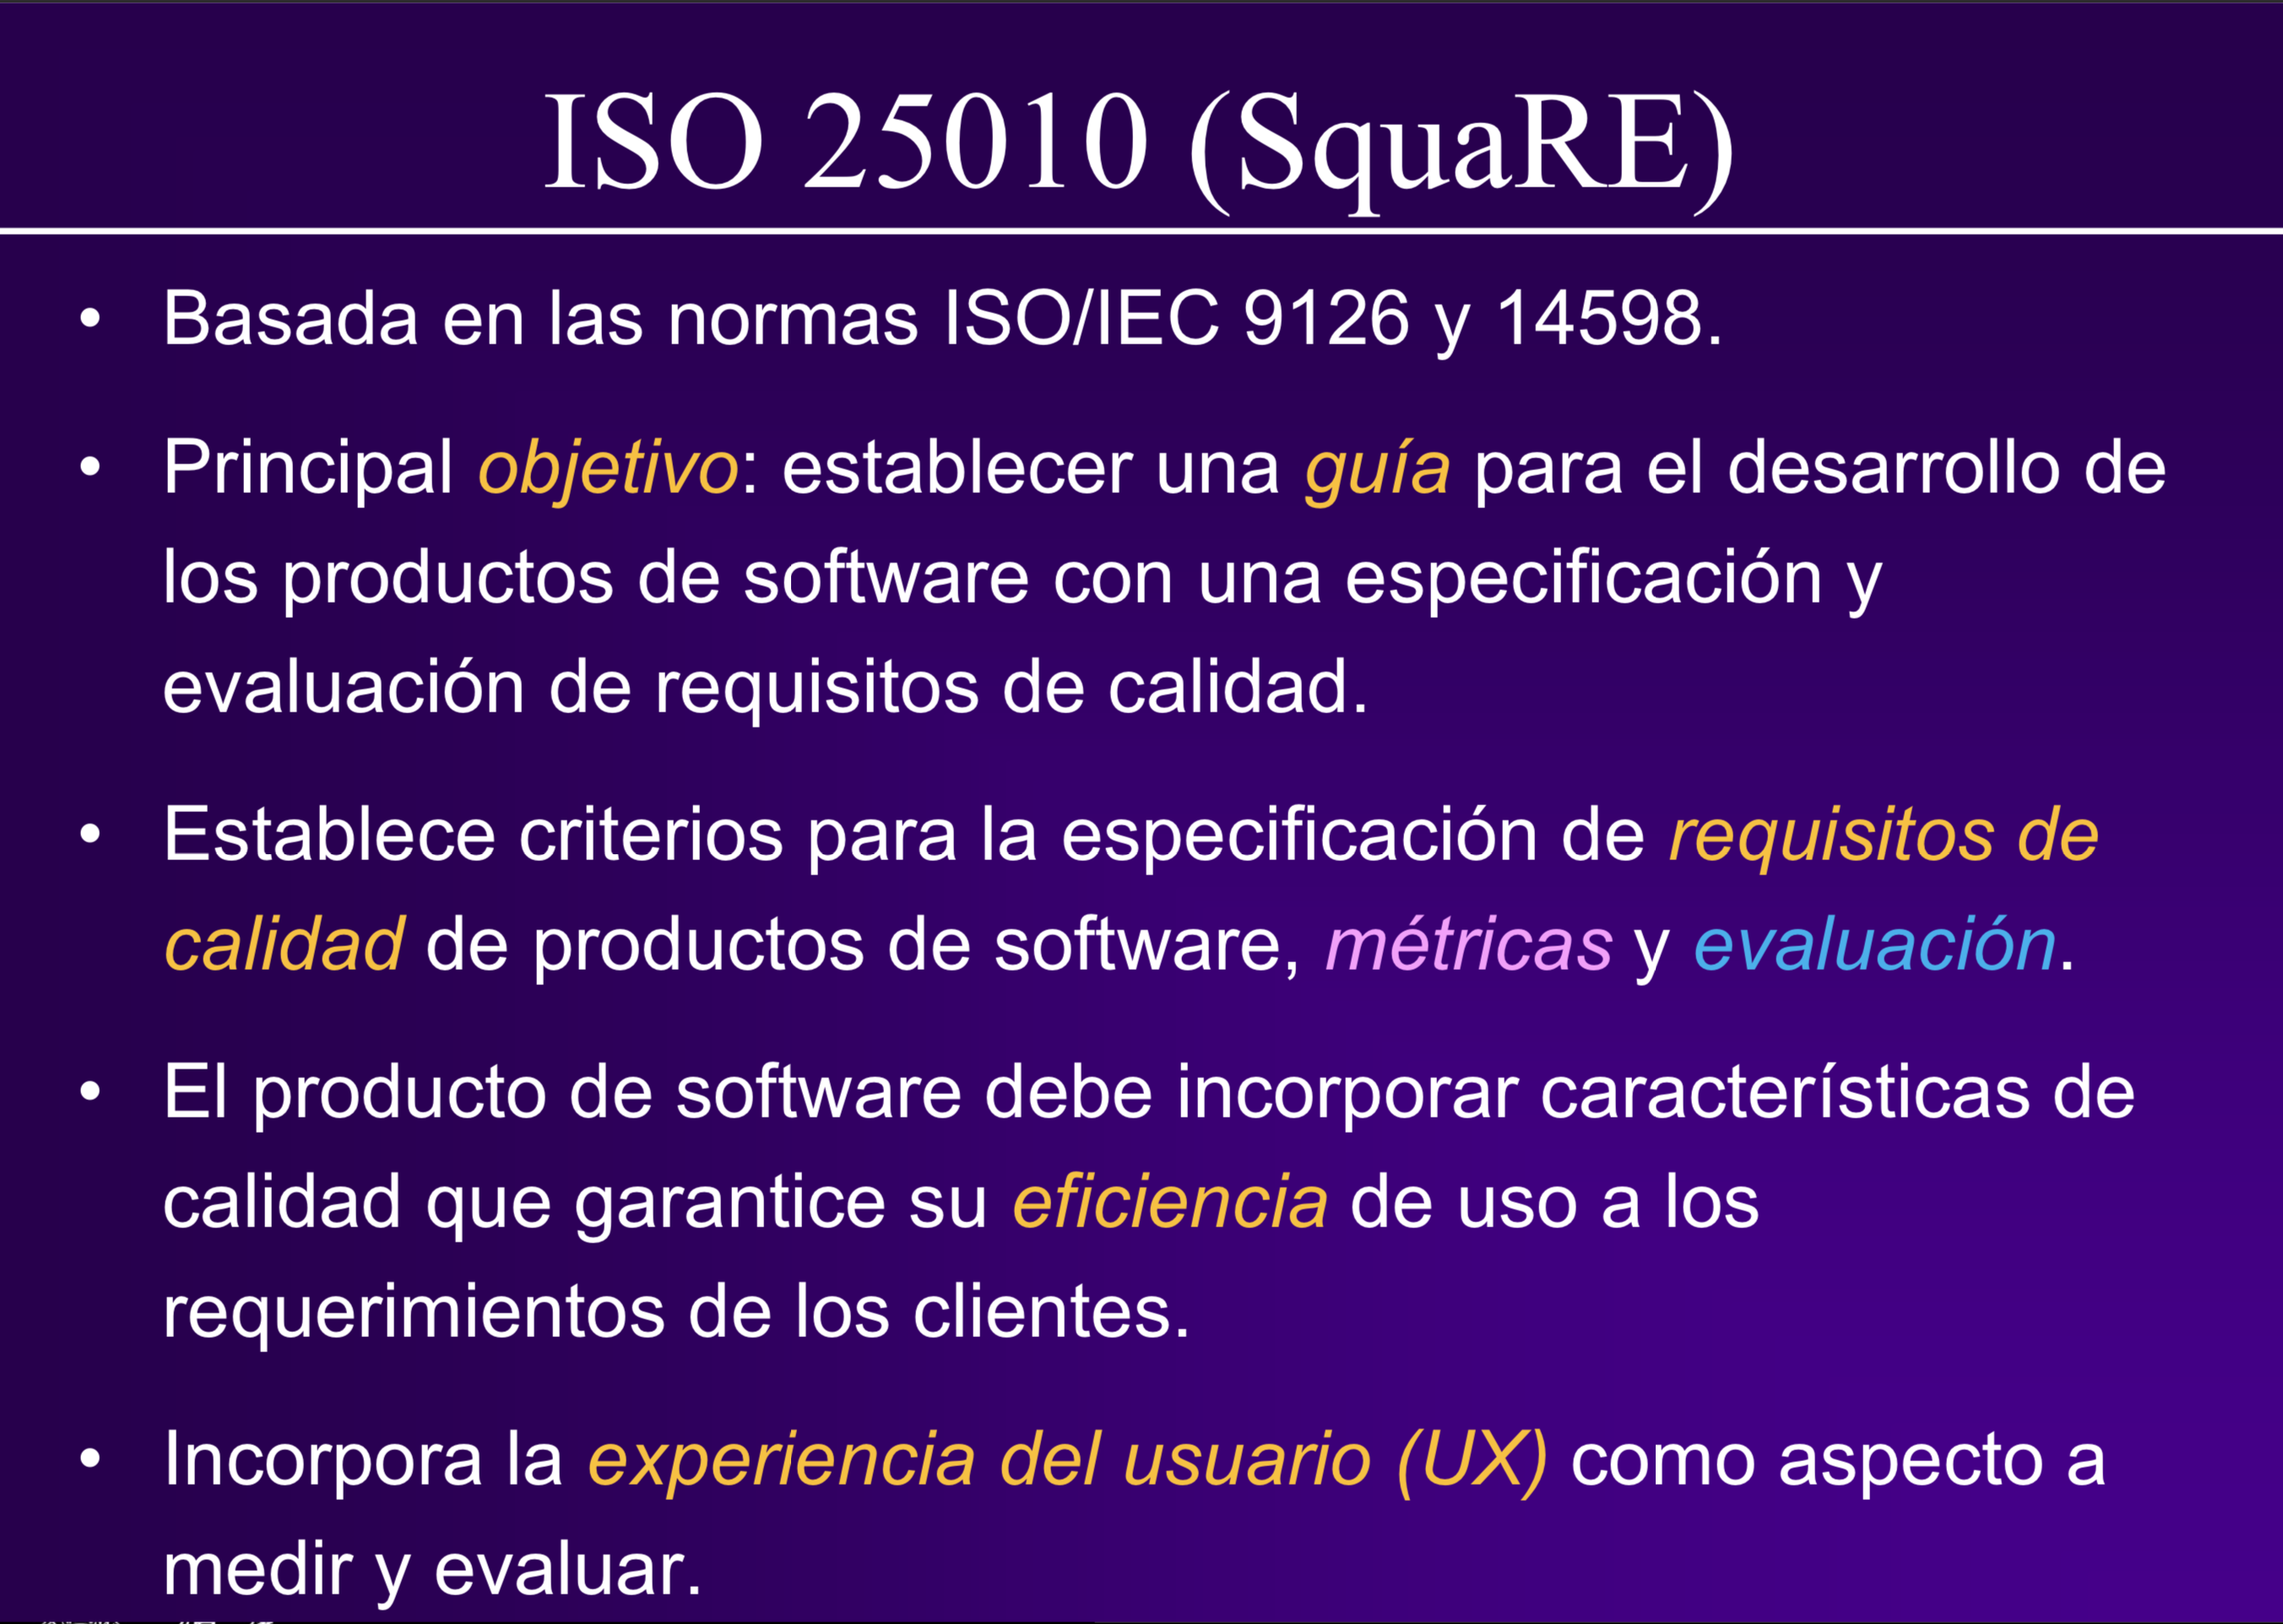 ISO 25010 (SquaRE)
• Basada en las normas ISO/IEC 9126 y 14598.
• Principal objetivo: establecer una guía para el desarrollo de
los productos de software con una especificación y
evaluación de requisitos de calidad.
• Establece criterios para la especificación de requisitos de
calidad de productos de software, métricas y evaluación.
• El producto de software debe incorporar características de
calidad que garantice su eficiencia de uso a los
requerimientos de los clientes.
• Incorpora la experiencia del usuario (UX) como aspecto a
medir y evaluar.